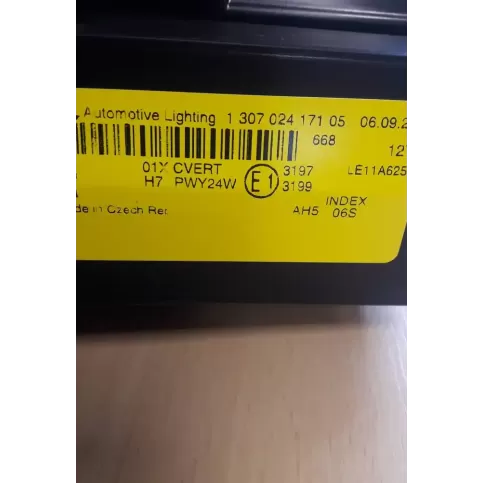 Automotive Lighting 1 307 024 171 05 06.09.2
668 12
01X CVERT E1 3197 LE11A625
H7 PWY24W 3199
de in Czech Rep
INDEX
AH5 06S